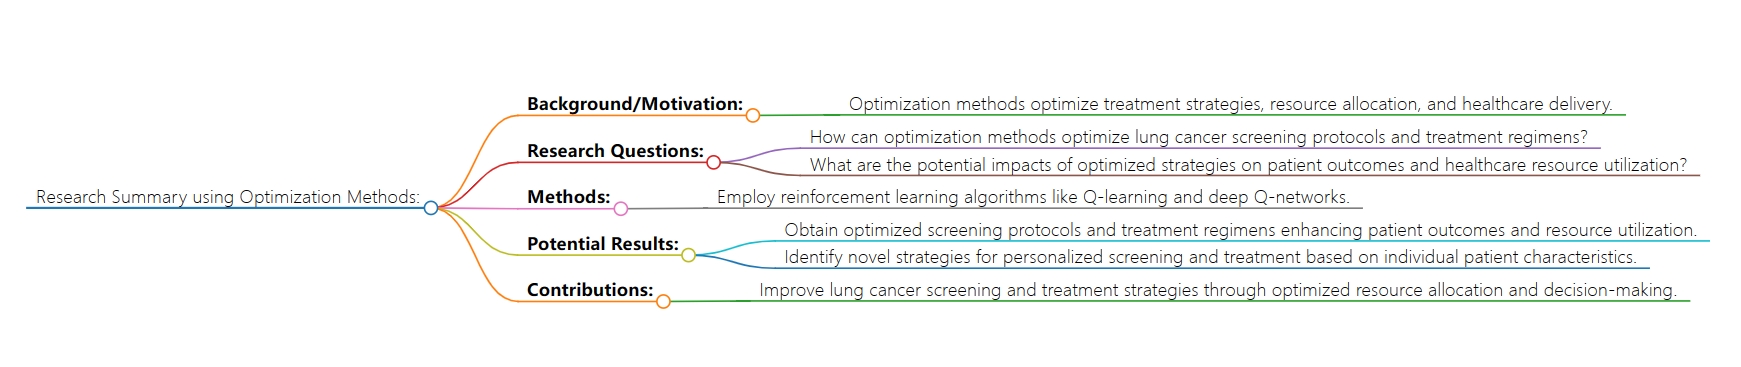 Research Summary using Optimization Methods:
Background/Motivation:
Optimization methods optimize treatment strategies, resource allocation, and healthcare delivery.
Research Questions:
How can optimization methods optimize lung cancer screening protocols and treatment regimens?
What are the potential impacts of optimized strategies on patient outcomes and healthcare resource utilization?
Methods:
Employ reinforcement learning algorithms like Q-learning and deep Q-networks.
Potential Results:
Obtain optimized screening protocols and treatment regimens enhancing patient outcomes and resource utilization.
Identify novel strategies for personalized screening and treatment based on individual patient characteristics.
Contributions:
Improve lung cancer screening and treatment strategies through optimized resource allocation and decision-making.